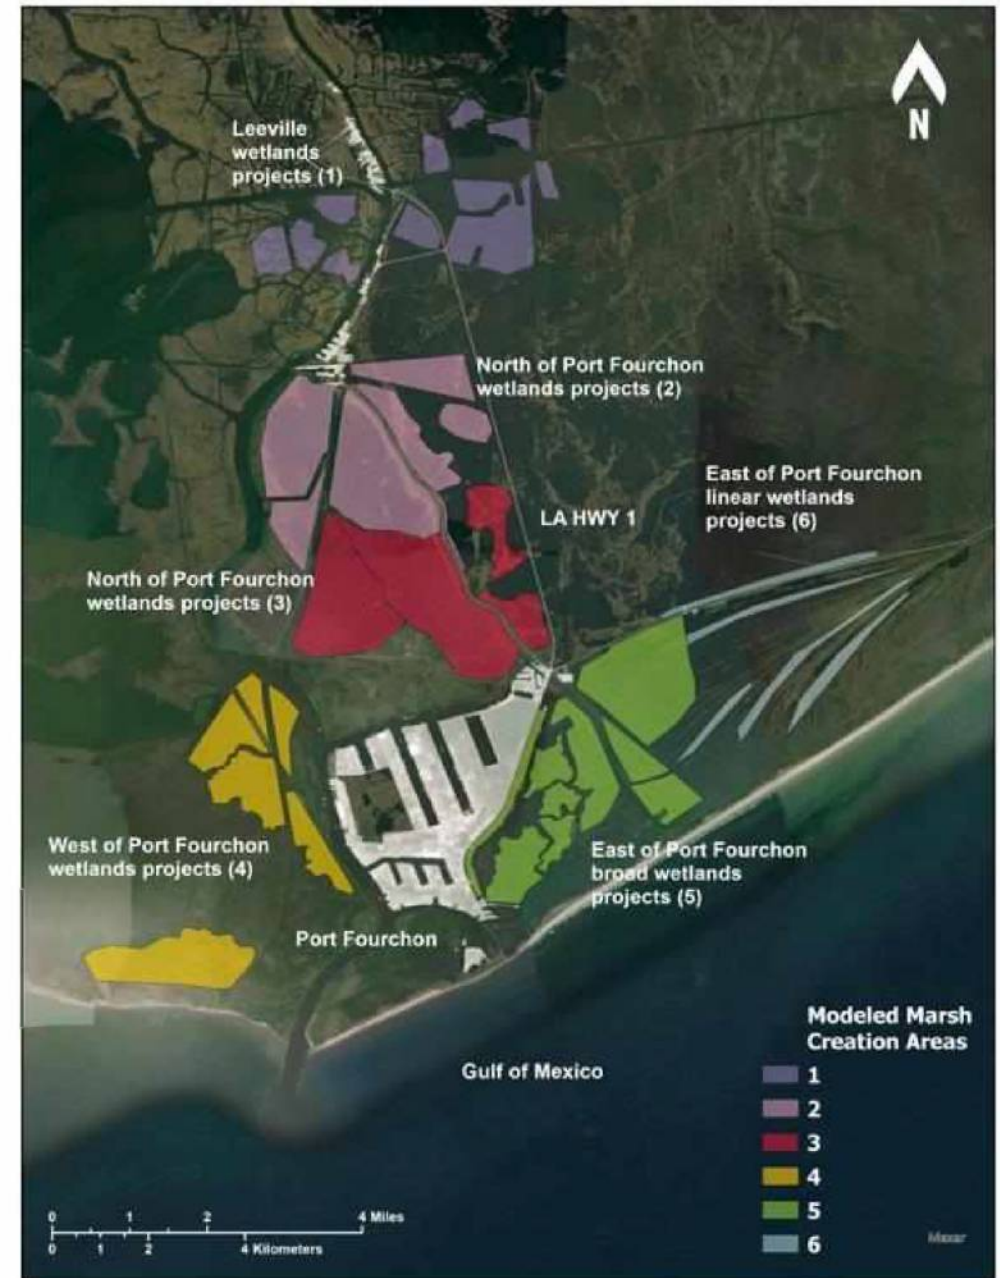 N
Leeville
wetlands
projects (1)
North of Port Fourchon
wetlands projects (2)
East of Port Fourchon
linear wetlands
projects (6)
LA HWY 1
North of Port Fourchon
wetlands projects (3)
West of Port Fourchon
wetlands projects (4)
East of Port Fourchon
broad wetlands
projects (5)
Port Fourchon
Gulf of Mexico
Modeled Marsh
Creation Areas
1
2
3
4
5
6
0 1 2 4 Miles
0 1 2 4 Kilometers
Maxar